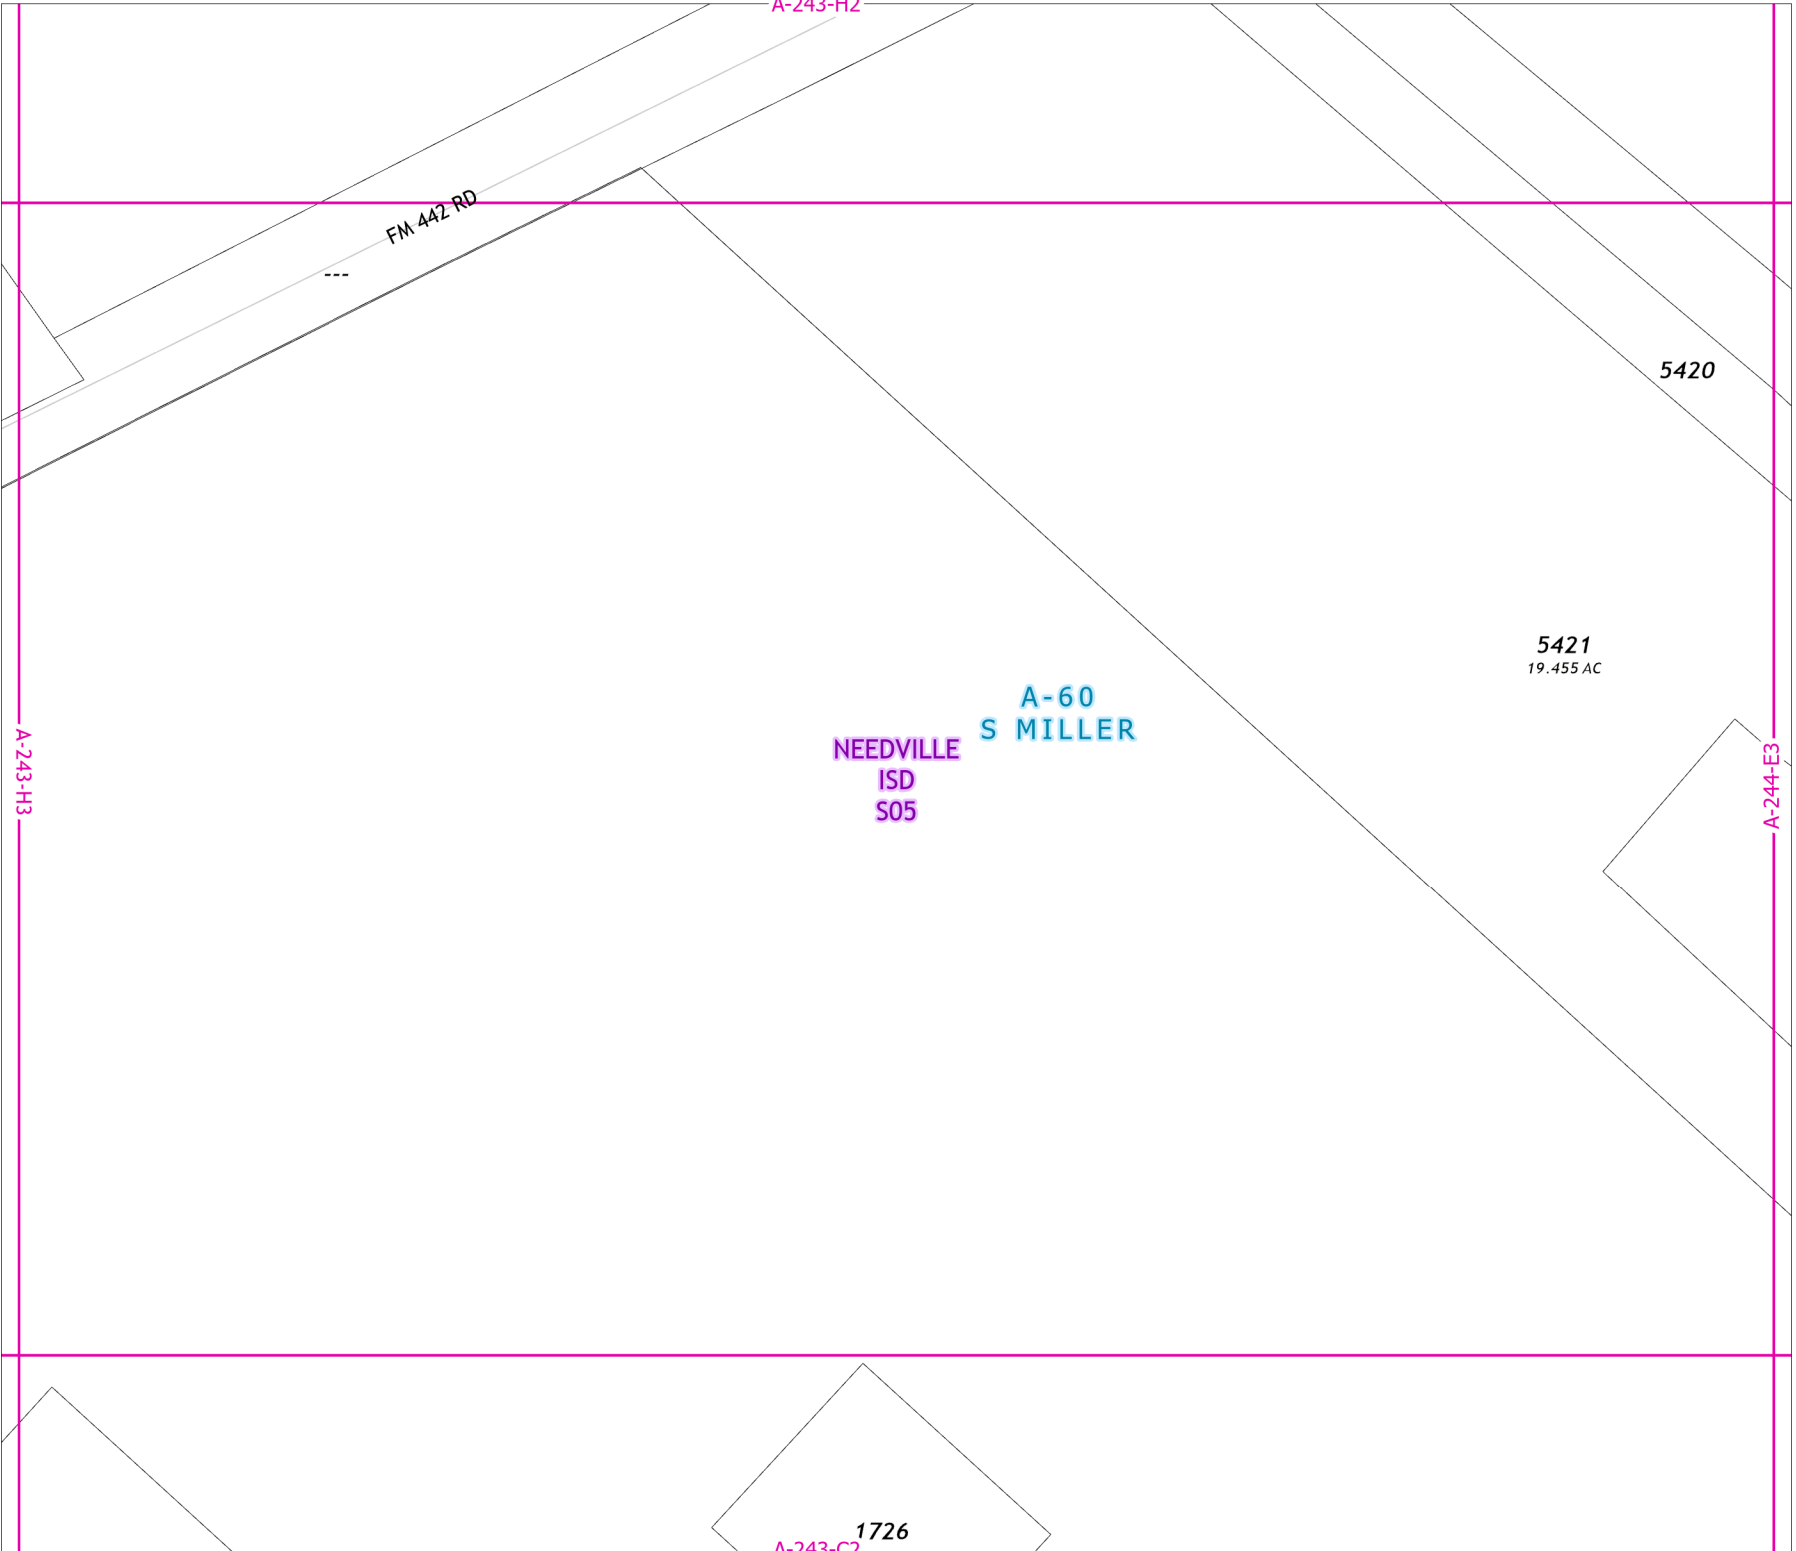 A-243-H2
FM 442 RD
---
5420
5421
19.455 AC
A-60
S MILLER
NEEDVILLE
ISD
S05
A-243-H3
A-244-E3
1726
A-243-C2